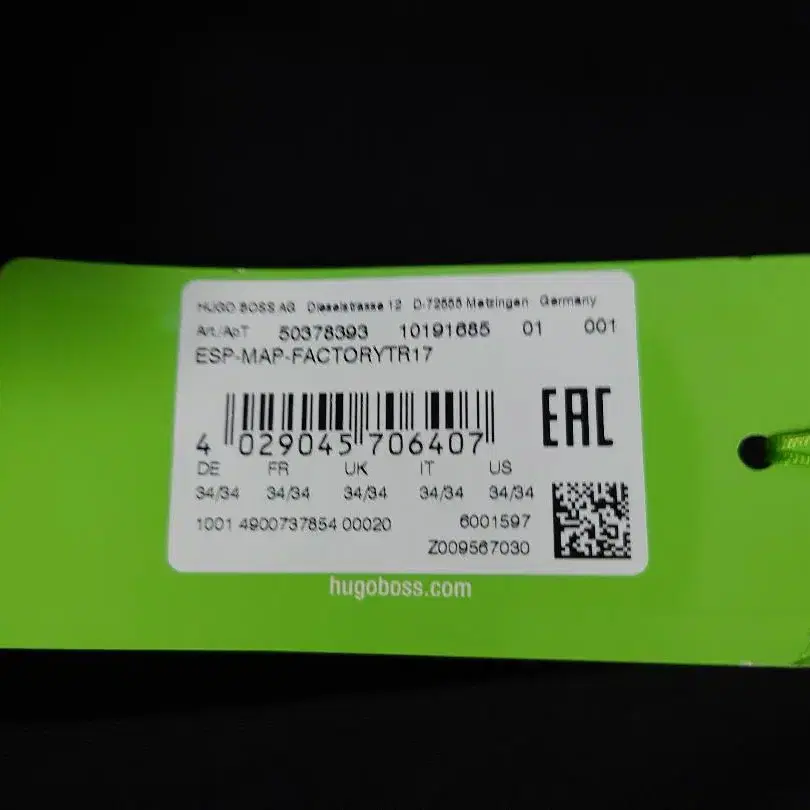 HUGO BOSS AG Dieselstrasse 12 D-72555 Metzingen Germany
Art./Арт 50378393 10191685 01 001
ESP-MAP-FACTORYTR17
EAC
4 029045 706407
DE FR UK IT US
34/34 34/34 34/34 34/34 34/34
1001 4900737854 00020 6001597
Z009567030
hugoboss.com